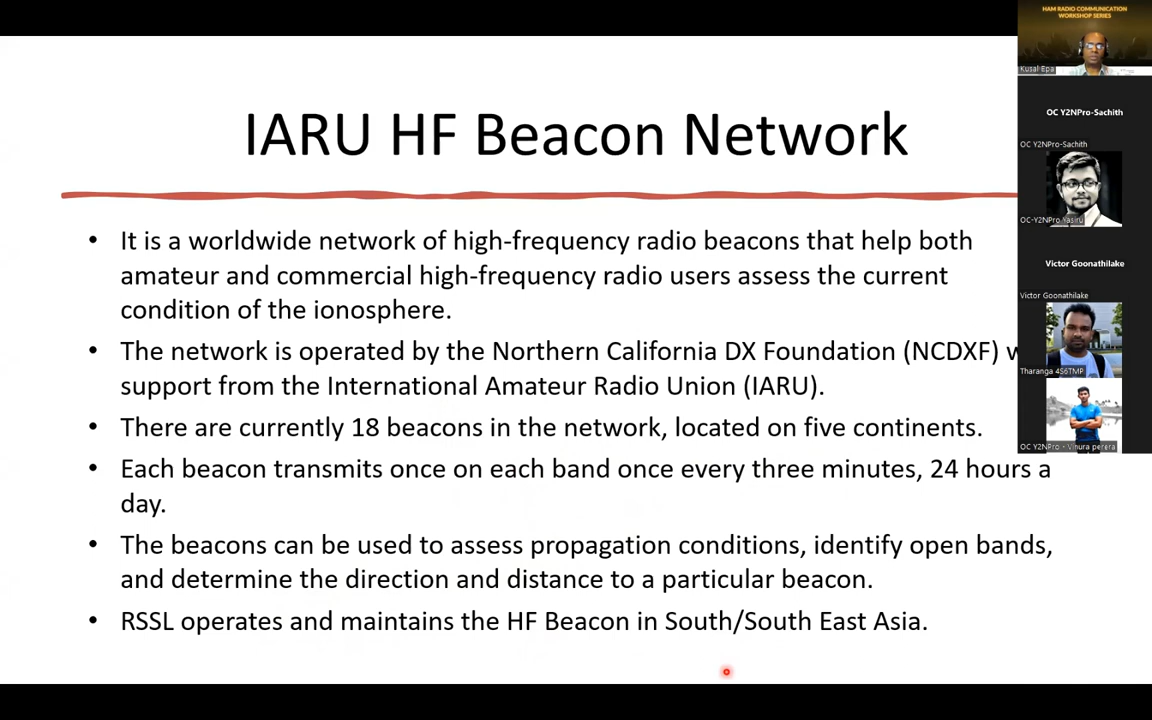 HAM RADIO COMMUNICATION
WORKSHOP SERIES
Kusal Epa
OC Y2NPro-Sachith
OC Y2NPro-Sachith
OC-Y2NPro Yasiru
Victor Goonathilake
Victor Goonathilake
Tharanga 4S6TMP
OC Y2NPro - Vinura perera
IARU HF Beacon Network
• It is a worldwide network of high-frequency radio beacons that help both
amateur and commercial high-frequency radio users assess the current
condition of the ionosphere.
• The network is operated by the Northern California DX Foundation (NCDXF)
support from the International Amateur Radio Union (IARU).
• There are currently 18 beacons in the network, located on five continents.
• Each beacon transmits once on each band once every three minutes, 24 hours a
day.
• The beacons can be used to assess propagation conditions, identify open bands,
and determine the direction and distance to a particular beacon.
• RSSL operates and maintains the HF Beacon in South/South East Asia.